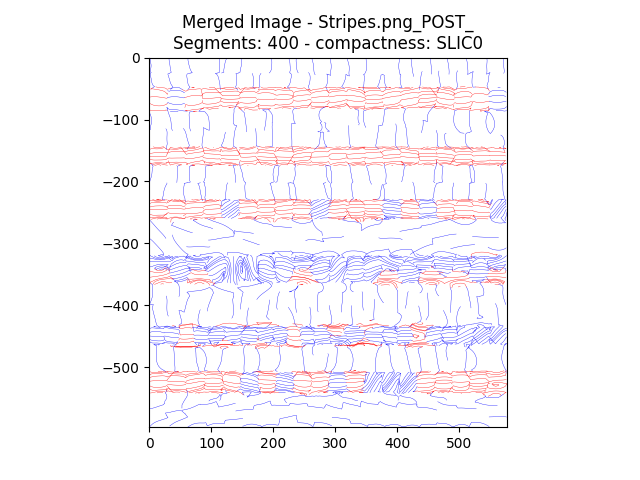 Merged Image - Stripes.png_POST_
Segments: 400 - compactness: SLIC0
0
−100
−200
−300
−400
−500
0 100 200 300 400 500